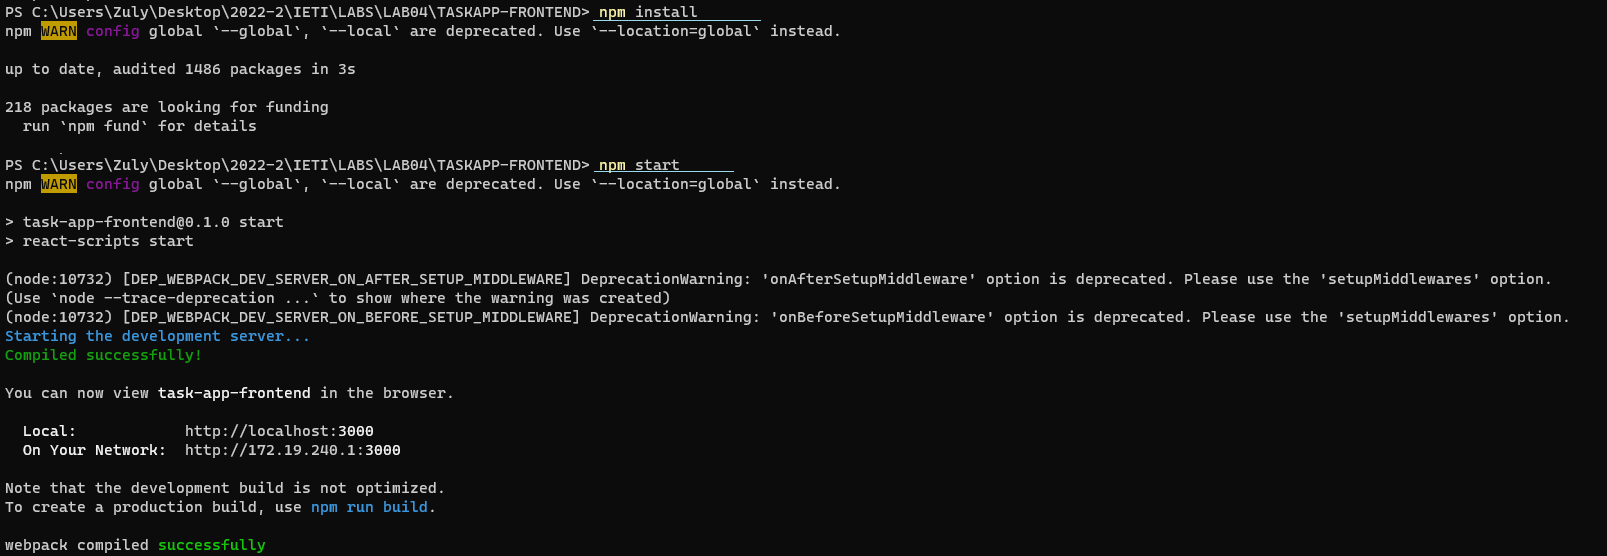 PS C:\Users\Zuly\Desktop\2022-2\IETI\LABS\LAB04\TASKAPP-FRONTEND> npm install
npm WARN config global `--global`, `--local` are deprecated. Use `--location=global` instead.
up to date, audited 1486 packages in 3s
218 packages are looking for funding
  run `npm fund` for details
PS C:\Users\Zuly\Desktop\2022-2\IETI\LABS\LAB04\TASKAPP-FRONTEND> npm start
npm WARN config global `--global`, `--local` are deprecated. Use `--location=global` instead.
> task-app-frontend@0.1.0 start
> react-scripts start
(node:10732) [DEP_WEBPACK_DEV_SERVER_ON_AFTER_SETUP_MIDDLEWARE] DeprecationWarning: 'onAfterSetupMiddleware' option is deprecated. Please use the 'setupMiddlewares' option.
(Use `node --trace-deprecation ...` to show where the warning was created)
(node:10732) [DEP_WEBPACK_DEV_SERVER_ON_BEFORE_SETUP_MIDDLEWARE] DeprecationWarning: 'onBeforeSetupMiddleware' option is deprecated. Please use the 'setupMiddlewares' option.
Starting the development server...
Compiled successfully!
You can now view task-app-frontend in the browser.
  Local:            http://localhost:3000
  On Your Network:  http://172.19.240.1:3000
Note that the development build is not optimized.
To create a production build, use npm run build.
webpack compiled successfully